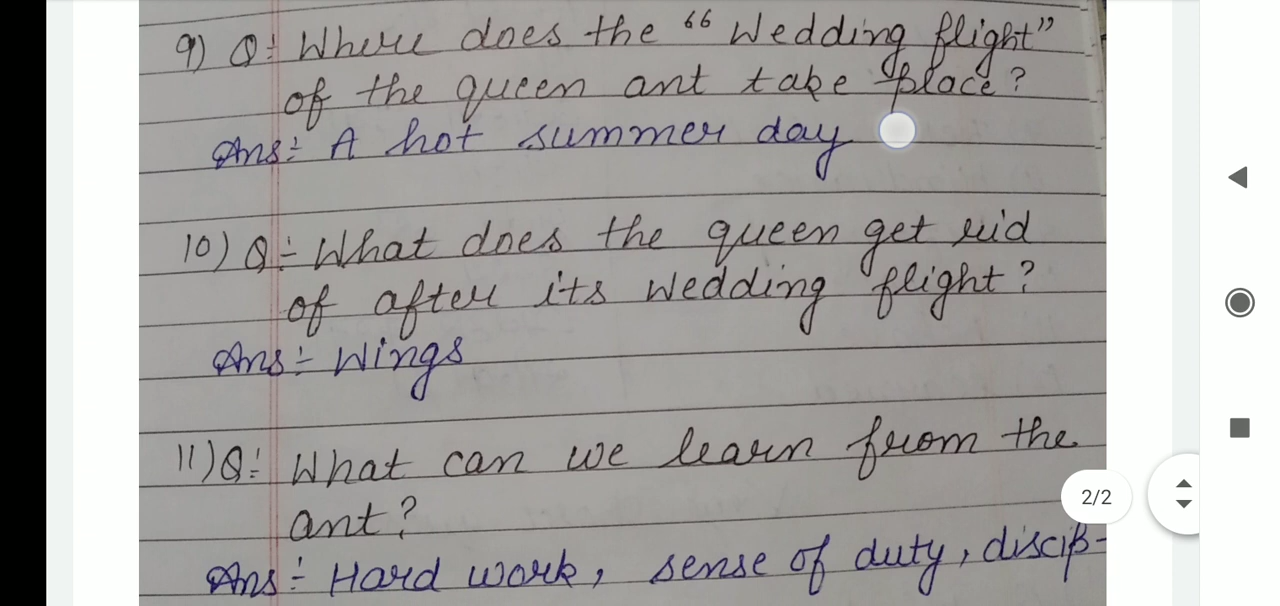 9) Q:- Where does the “ Wedding flight”
of the queen ant take place?
Ans:- A hot summer day
10) Q:- What does the queen get rid
of after its wedding flight?
Ans:- Wings
11) Q:- What can we learn from the
ant?
2/2
Ans:- Hard work, sense of duty, discip-